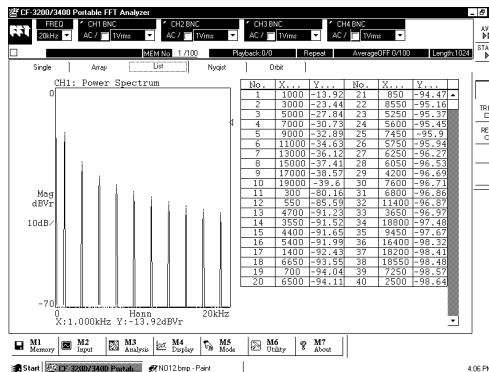 CF-3200/3400 Portable FFT Analyzer
FFT
FREQ
20kHz
CH1 BNC
AC / 1Vrms
CH2 BNC
AC / 1Vrms
CH3 BNC
AC / 1Vrms
CH4 BNC
AC / 1Vrms
AV
STA
MEM No 1 /100
Playback:0/0
Repeat
AverageOFF 0/100
Length:1024
Single
Array
List
Nyqist
Orbit
CH1: Power Spectrum
0
Mag
dBVr
10dB/
-70
0 Hann 20kHz
X:1.000kHz Y:-13.92dBVr
No. X... Y... No. X... Y...
1 1000 -13.92 21 850 -94.47
2 3000 -23.44 22 8550 -95.16
3 5000 -27.84 23 5250 -95.37
4 7000 -30.73 24 5600 -95.45
5 9000 -32.89 25 7450 -95.9
6 11000 -34.63 26 5750 -95.94
7 13000 -36.12 27 6250 -96.27
8 15000 -37.41 28 6050 -96.53
9 17000 -38.57 29 4200 -96.69
10 19000 -39.6 30 7600 -96.71
11 300 -80.16 31 6800 -96.86
12 550 -85.59 32 11400 -96.87
13 4700 -91.23 33 3650 -96.97
14 3550 -91.52 34 18800 -97.48
15 4400 -91.65 35 9450 -97.67
16 5400 -91.99 36 16400 -98.32
17 1400 -92.43 37 18200 -98.41
18 6650 -93.55 38 18550 -98.48
19 700 -94.04 39 7250 -98.57
20 6500 -94.11 40 2500 -98.64
TRI
RE
M1 Memory
M2 Input
M3 Analysis
M4 Display
M5 Mode
M6 Utility
M7 About
Start
CF-3200/3400 Portab...
NO12.bmp - Paint
4:06 PM